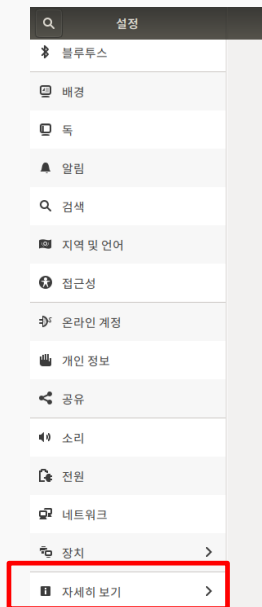 설정
블루투스
배경
독
알림
검색
지역 및 언어
접근성
온라인 계정
개인 정보
공유
소리
전원
네트워크
장치
자세히 보기